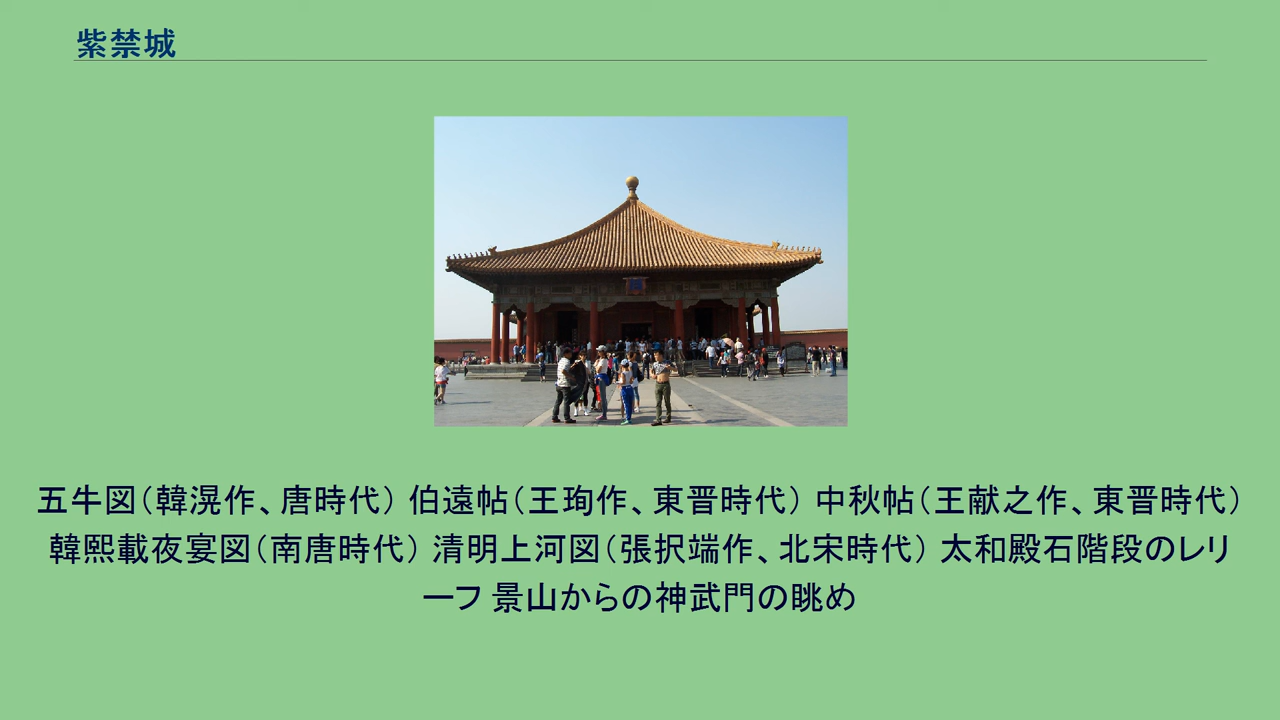 紫禁城
五牛図（韓滉作、唐時代） 伯遠帖（王珣作、東晋時代） 中秋帖（王献之作、東晋時代）
韓熙載夜宴図（南唐時代） 清明上河図（張択端作、北宋時代） 太和殿石階段のレリ
ーフ 景山からの神武門の眺め